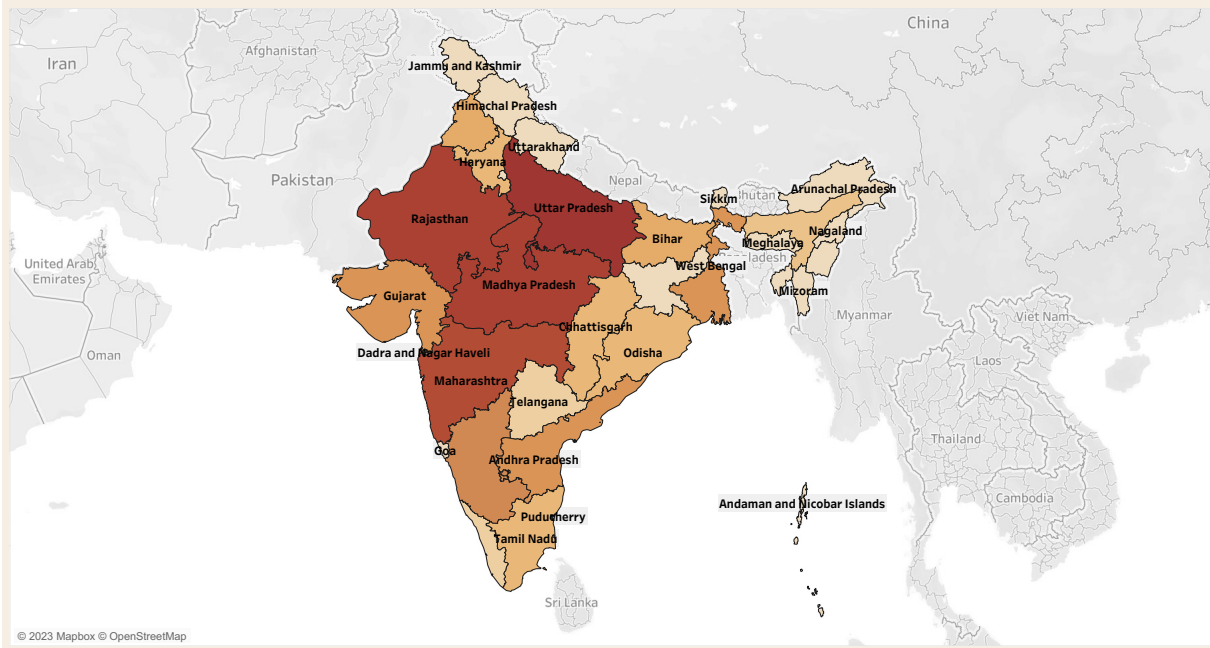 China
Afghanistan
Iran
Jammu and Kashmir
Himachal Pradesh
Uttarakhand
Haryana
Pakistan
Nepal
Sikkim
Bhutan
Arunachal Pradesh
Rajasthan
Uttar Pradesh
Bihar
Nagaland
Meghalaya
United Arab
Emirates
West Bengal
ladesh
Madhya Pradesh
Mizoram
Gujarat
Myanmar
Viet Nam
Chhattisgarh
Oman
Dadra and Nagar Haveli
Odisha
Laos
Maharashtra
Telangana
Thailand
Goa
Andhra Pradesh
Cambodia
Andaman and Nicobar Islands
Puducherry
Tamil Nadu
Sri Lanka
© 2023 Mapbox © OpenStreetMap